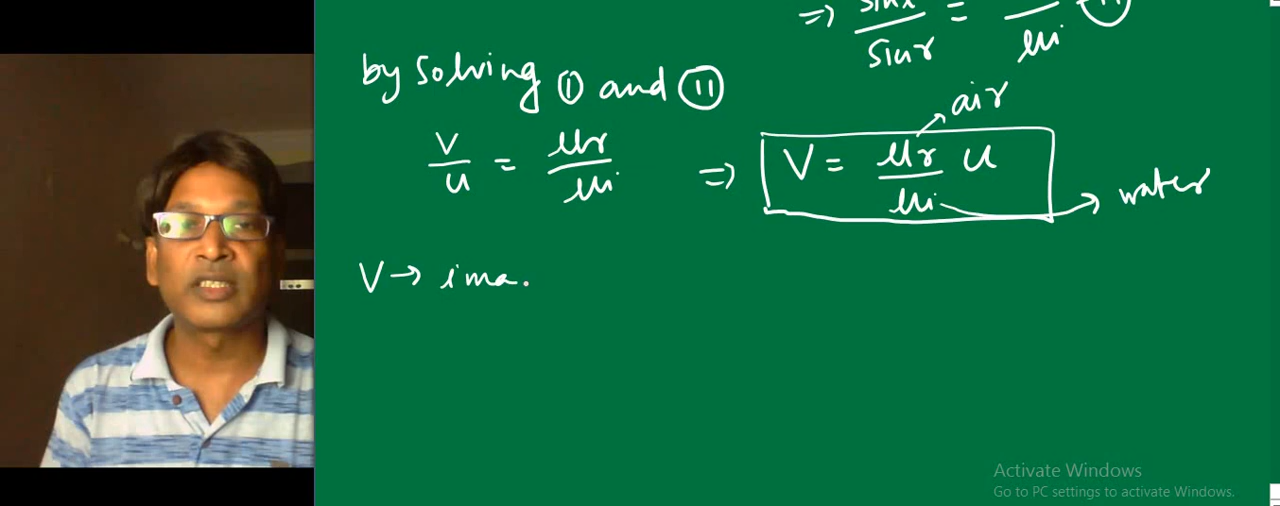 => sin i / sin r = / μi (II)
by solving (I) and (II)
air
V/u = μr/μi => V = μr/μi u
water
V → ima.
Activate Windows
Go to PC settings to activate Windows.